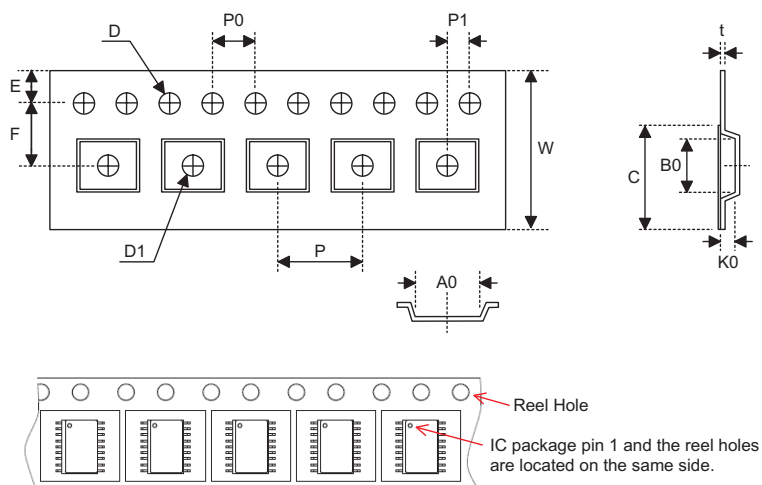 D
P0
P1
t
E
F
W
C
B0
D1
P
K0
A0
Reel Hole
IC package pin 1 and the reel holes
are located on the same side.